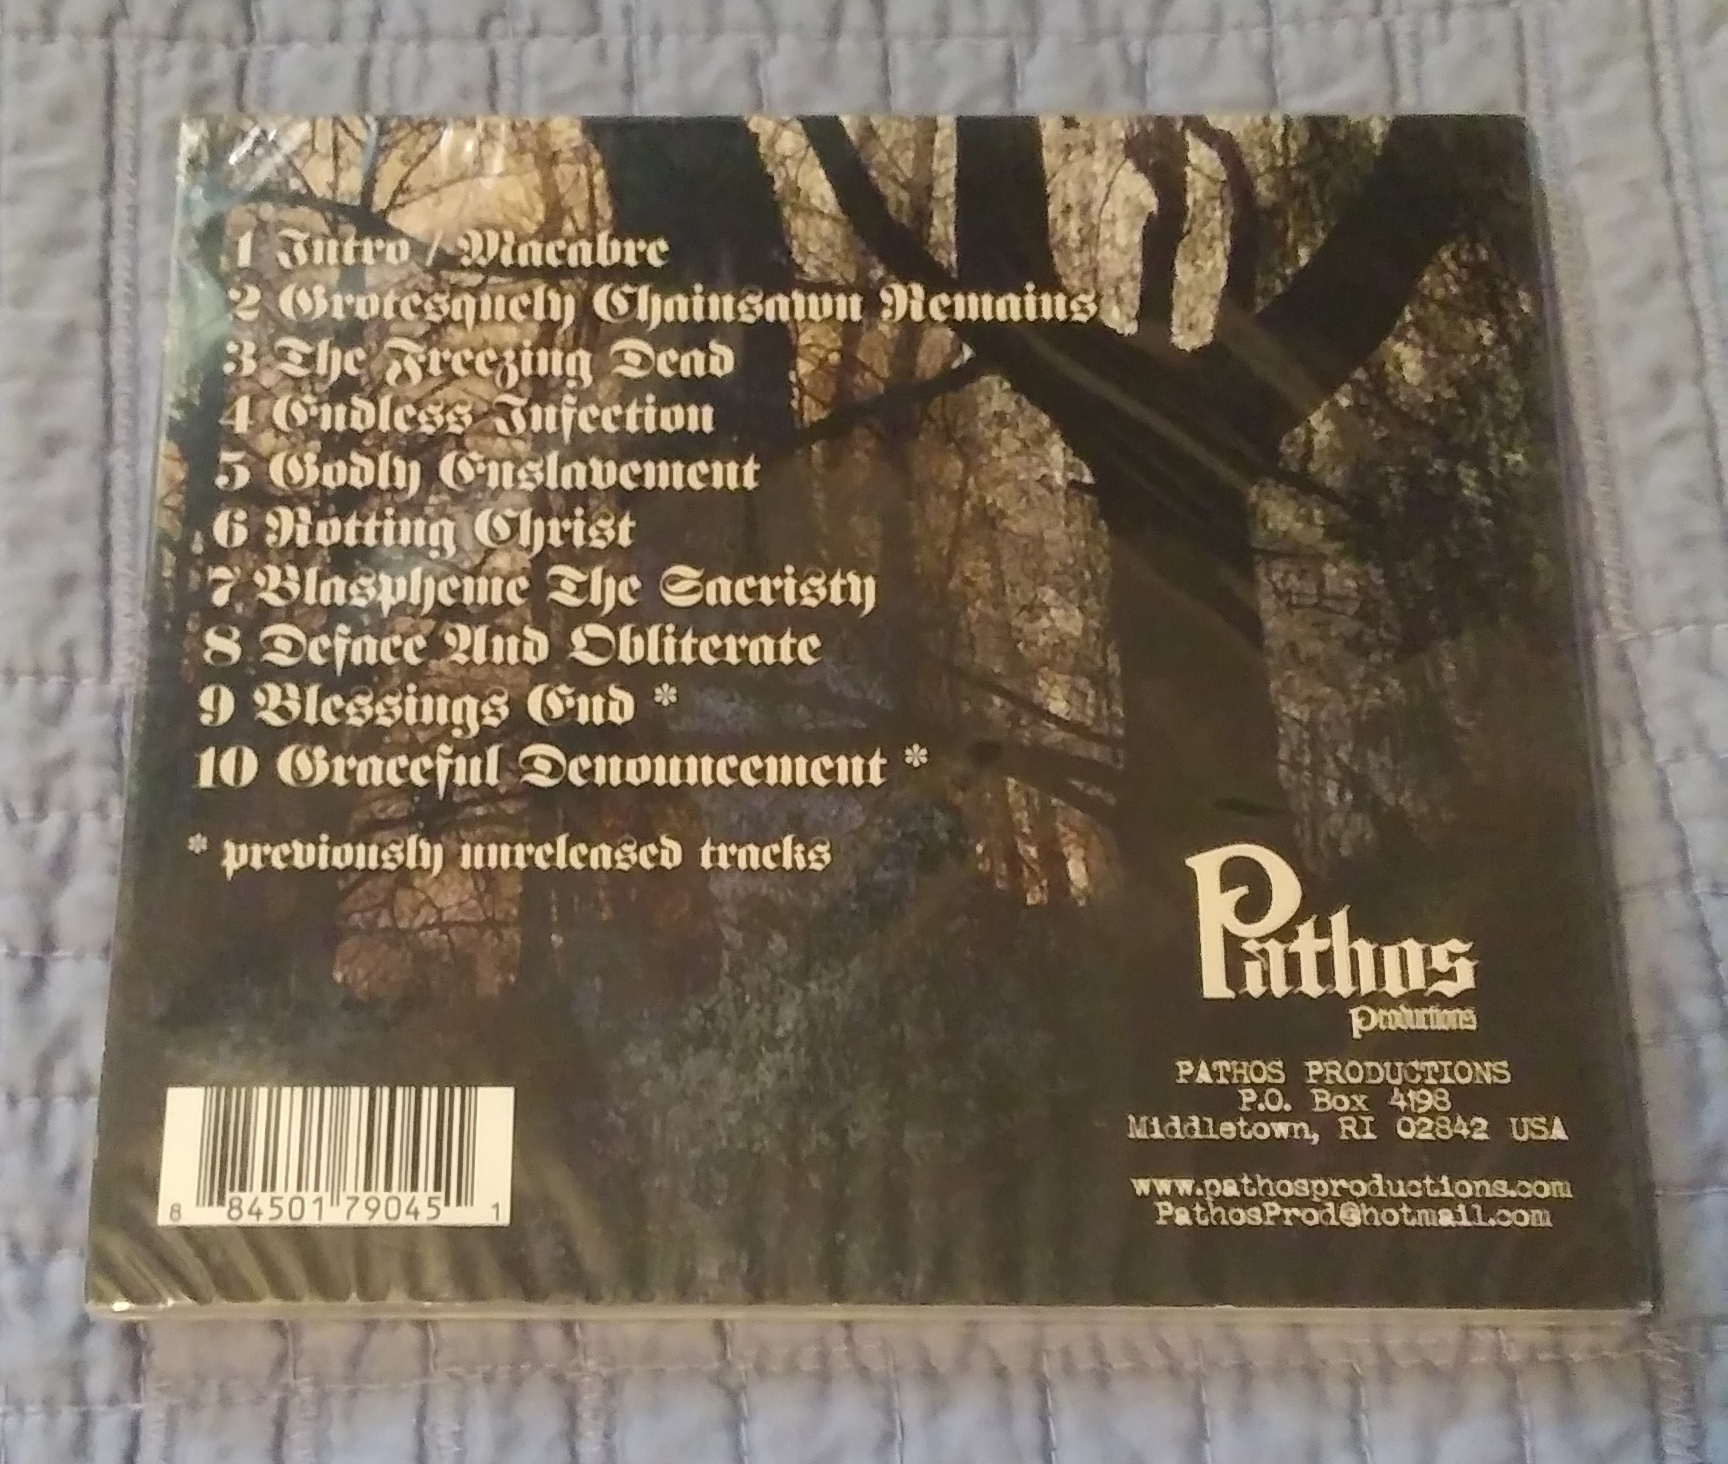 1 Intro / Macabre
2 Grotesquely Chainsawn Remains
3 The Freezing Dead
4 Endless Infection
5 Godly Enslavement
6 Rotting Christ
7 Blaspheme The Sacristy
8 Deface And Obliterate
9 Blessings End *
10 Graceful Denouncement *
* previously unreleased tracks
Pathos
Productions
PATHOS PRODUCTIONS
P.O. Box 4198
Middletown, RI 02842 USA
www.pathosproductions.com
PathosProd@hotmail.com
8 84501 79045 1